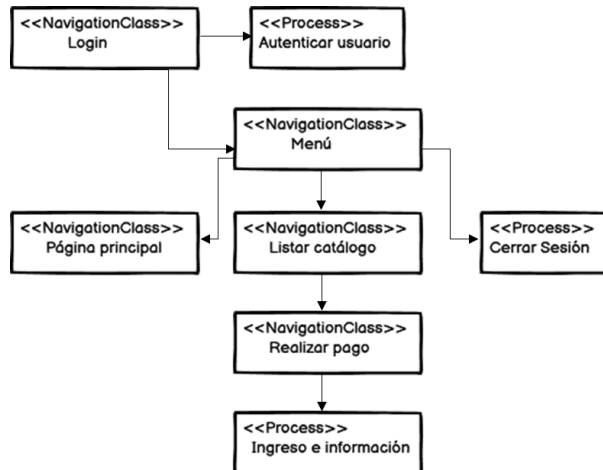 <<NavigationClass>>
Login
<<Process>>
Autenticar usuario
<<NavigationClass>>
Menú
<<NavigationClass>>
Página principal
<<NavigationClass>>
Listar catálogo
<<Process>>
Cerrar Sesión
<<NavigationClass>>
Realizar pago
<<Process>>
Ingreso e información